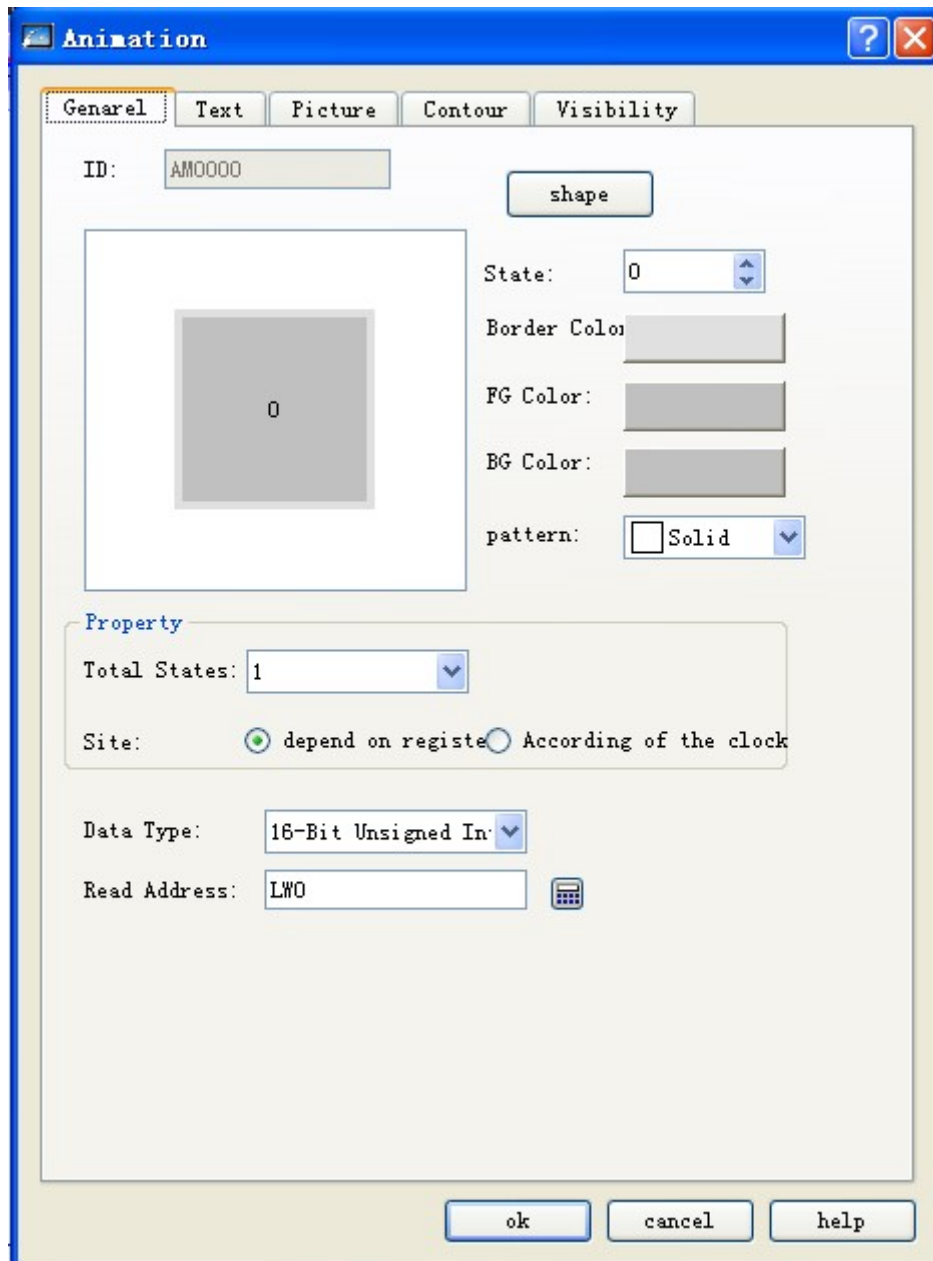 Animation
Genarel Text Picture Contour Visibility
ID: AM0000
shape
State: 0
Border Color
0
FG Color:
BG Color:
pattern: Solid
Property
Total States: 1
Site: depend on registe According of the clock
Data Type: 16-Bit Unsigned In
Read Address: LW0
ok cancel help